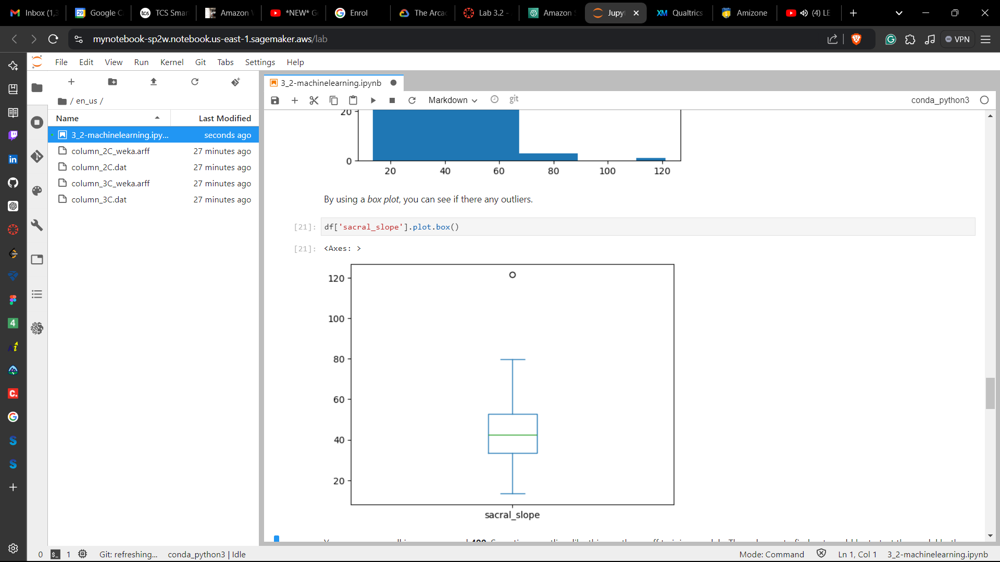 Inbox (1,3
Google C
TCS Smar
Amazon
*NEW* G
Enrol
The Arca
Lab 3.2 -
Amazon
Jupy
Qualtrics
Amizone
(4) LE
mynotebook-sp2w.notebook.us-east-1.sagemaker.aws/lab
VPN
File Edit View Run Kernel Git Tabs Settings Help
/ en_us /
Name Last Modified
3_2-machinelearning.ipy... seconds ago
column_2C_weka.arff 27 minutes ago
column_2C.dat 27 minutes ago
column_3C_weka.arff 27 minutes ago
column_3C.dat 27 minutes ago
3_2-machinelearning.ipynb
Markdown git conda_python3
20
0
20 40 60 80 100 120
By using a box plot, you can see if there any outliers.
[21]: df['sacral_slope'].plot.box()
[21]: <Axes: >
120
100
80
60
40
20
sacral_slope
0 1 Git: refreshing... conda_python3 | Idle Mode: Command Ln 1, Col 1 3_2-machinelearning.ipynb